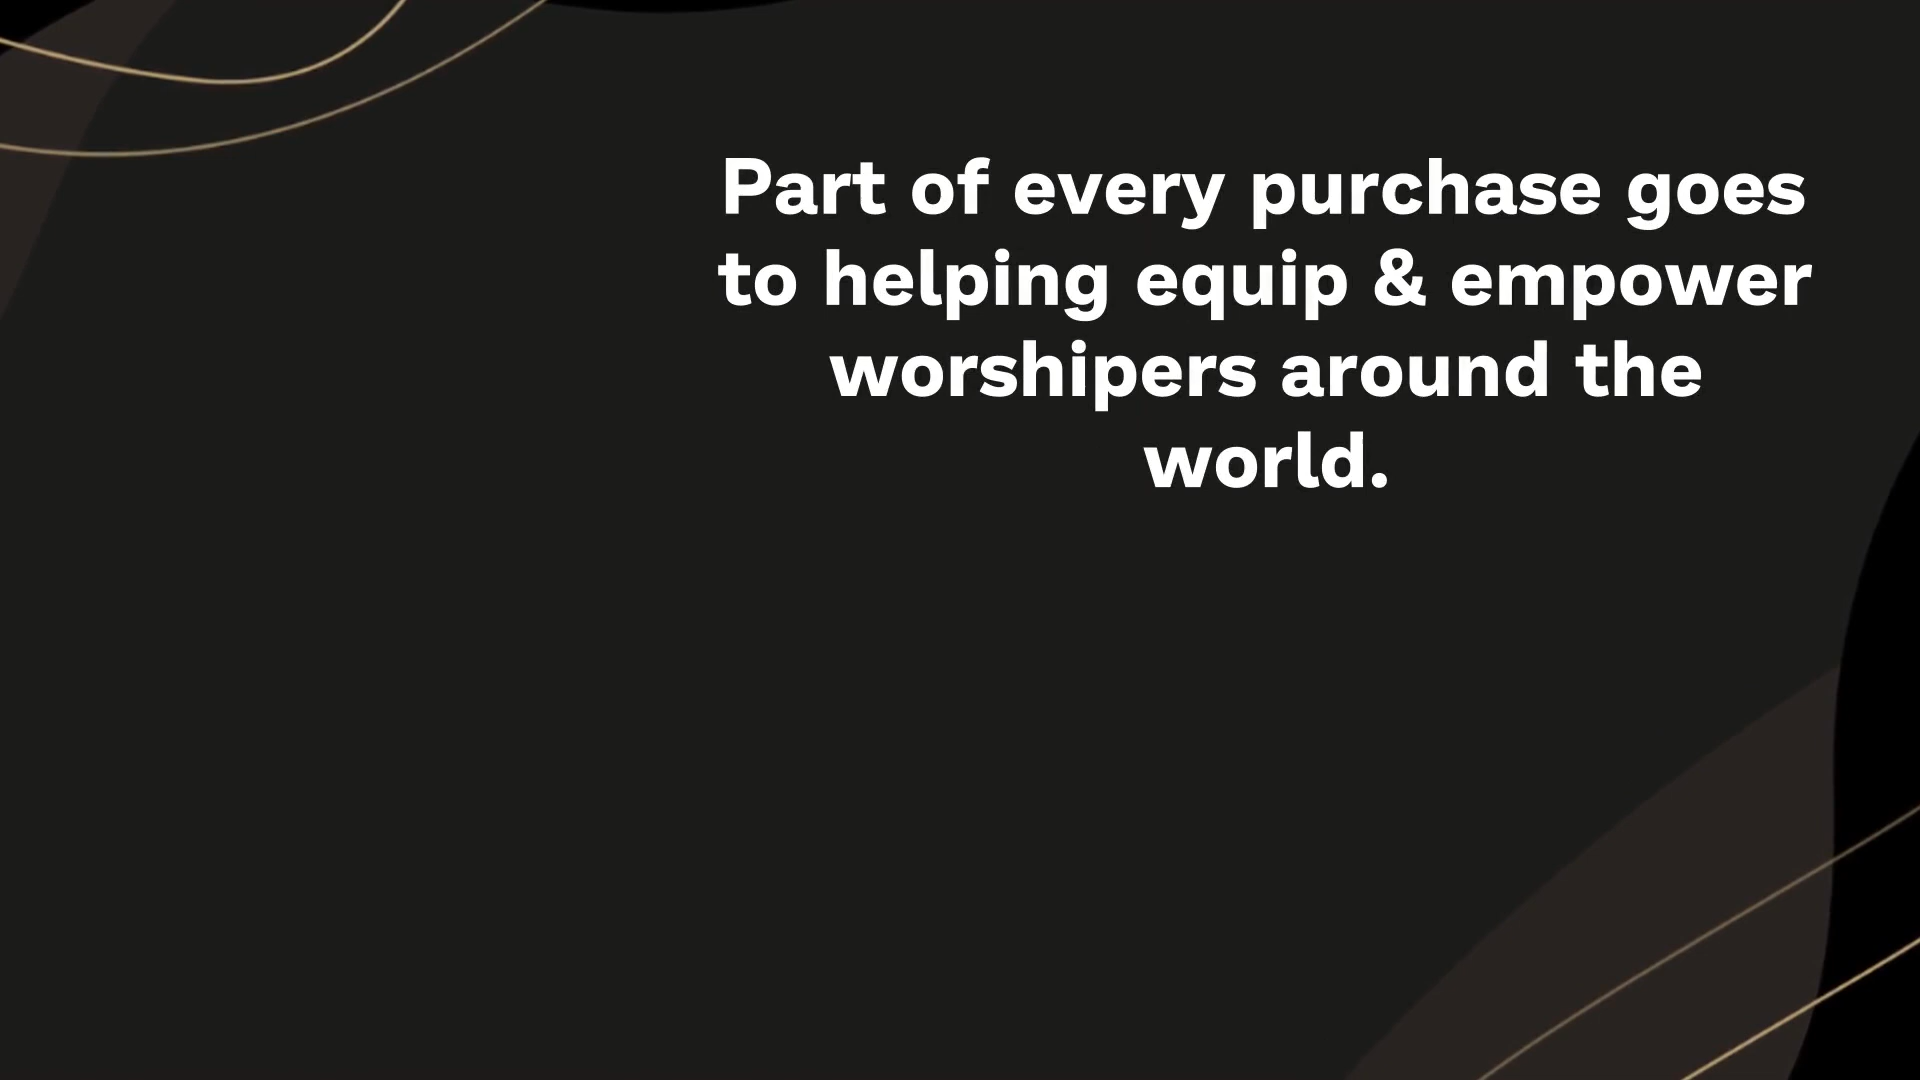 Part of every purchase goes
to helping equip & empower
worshipers around the
world.